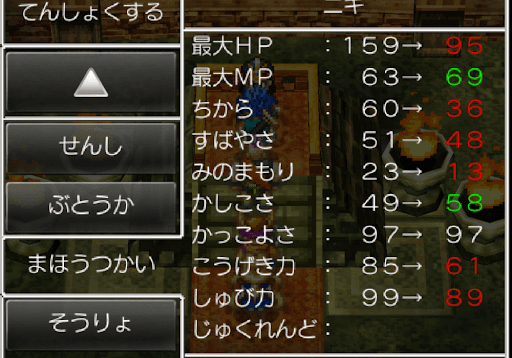 てんしょくする
▲
せんし
ぶとうか
まほうつかい
そうりょ
ニキ
最大HP : 159→ 95
最大MP : 63→ 69
ちから : 60→ 36
すばやさ : 51→ 48
みのまもり : 23→ 13
かしこさ : 49→ 58
かっこよさ : 97→ 97
こうげき力 : 85→ 61
しゅび力 : 99→ 89
じゅくれんど :